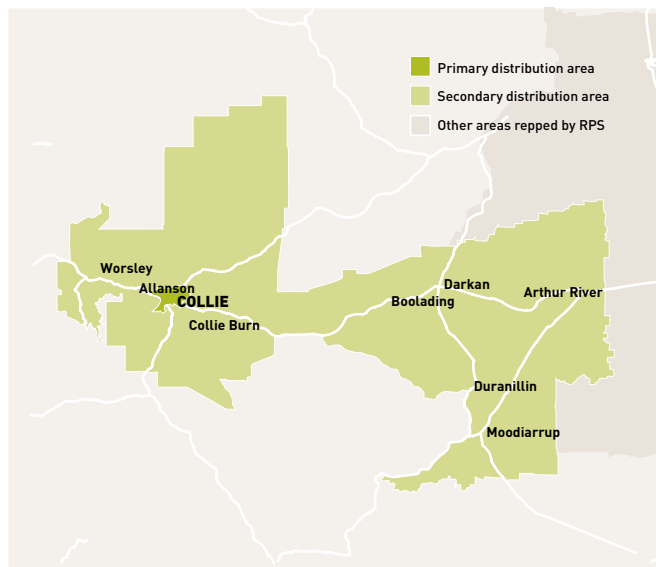 Primary distribution area
Secondary distribution area
Other areas repped by RPS
Worsley
Allanson
COLLIE
Collie Burn
Darkan
Boolading
Arthur River
Duranillin
Moodiarrup